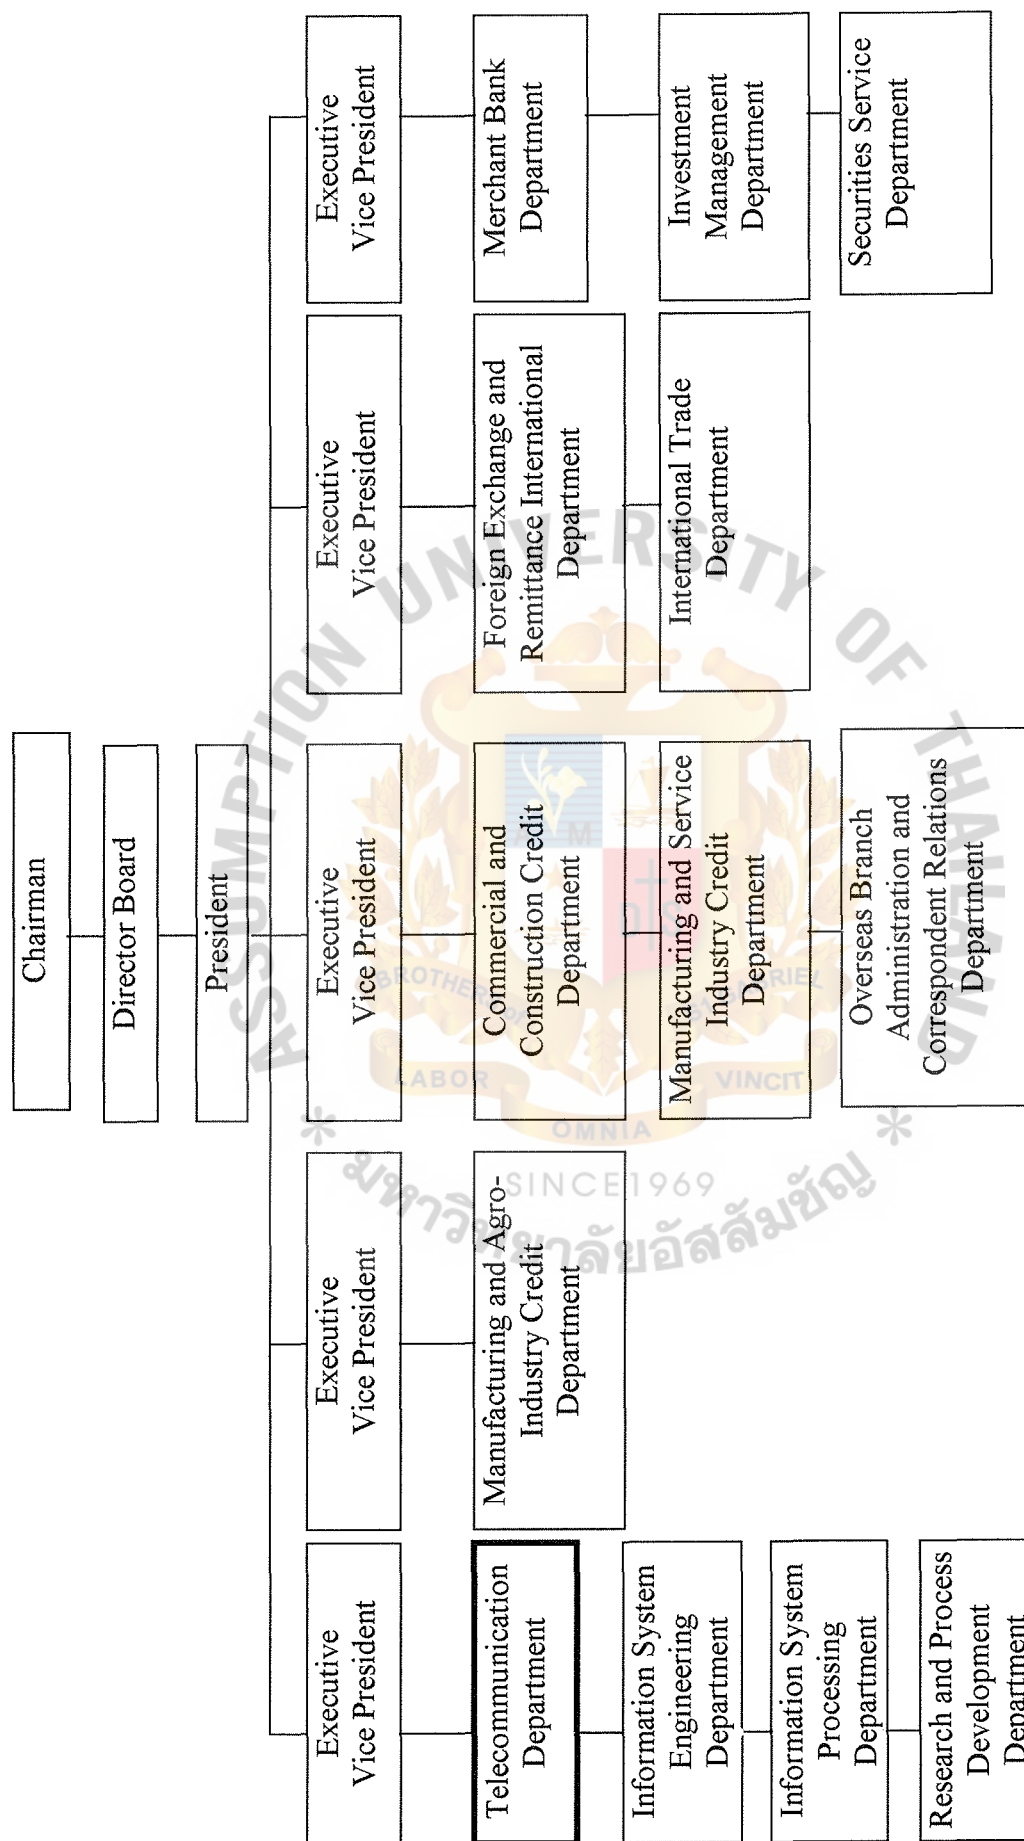 Chairman
Director Board
President
Executive
Vice President
Telecommunication
Department
Information System
Engineering
Department
Information System
Processing
Department
Research and Process
Development
Department
Executive
Vice President
Manufacturing and Agro-
Industry Credit
Department
Executive
Vice President
Commercial and
Construction Credit
Department
Manufacturing and Service
Industry Credit
Department
Overseas Branch
Administration and
Correspondent Relations
Department
Executive
Vice President
Foreign Exchange and
Remittance International
Department
International Trade
Department
Executive
Vice President
Merchant Bank
Department
Investment
Management
Department
Securities Service
Department
ASSUMPTION UNIVERSITY OF THAILAND
BROTHERS OF
ST GABRIEL
LABOR
OMNIA
VINCIT
SINCE 1969
* มหาวิทยาลัยอัสสัมชัญ *